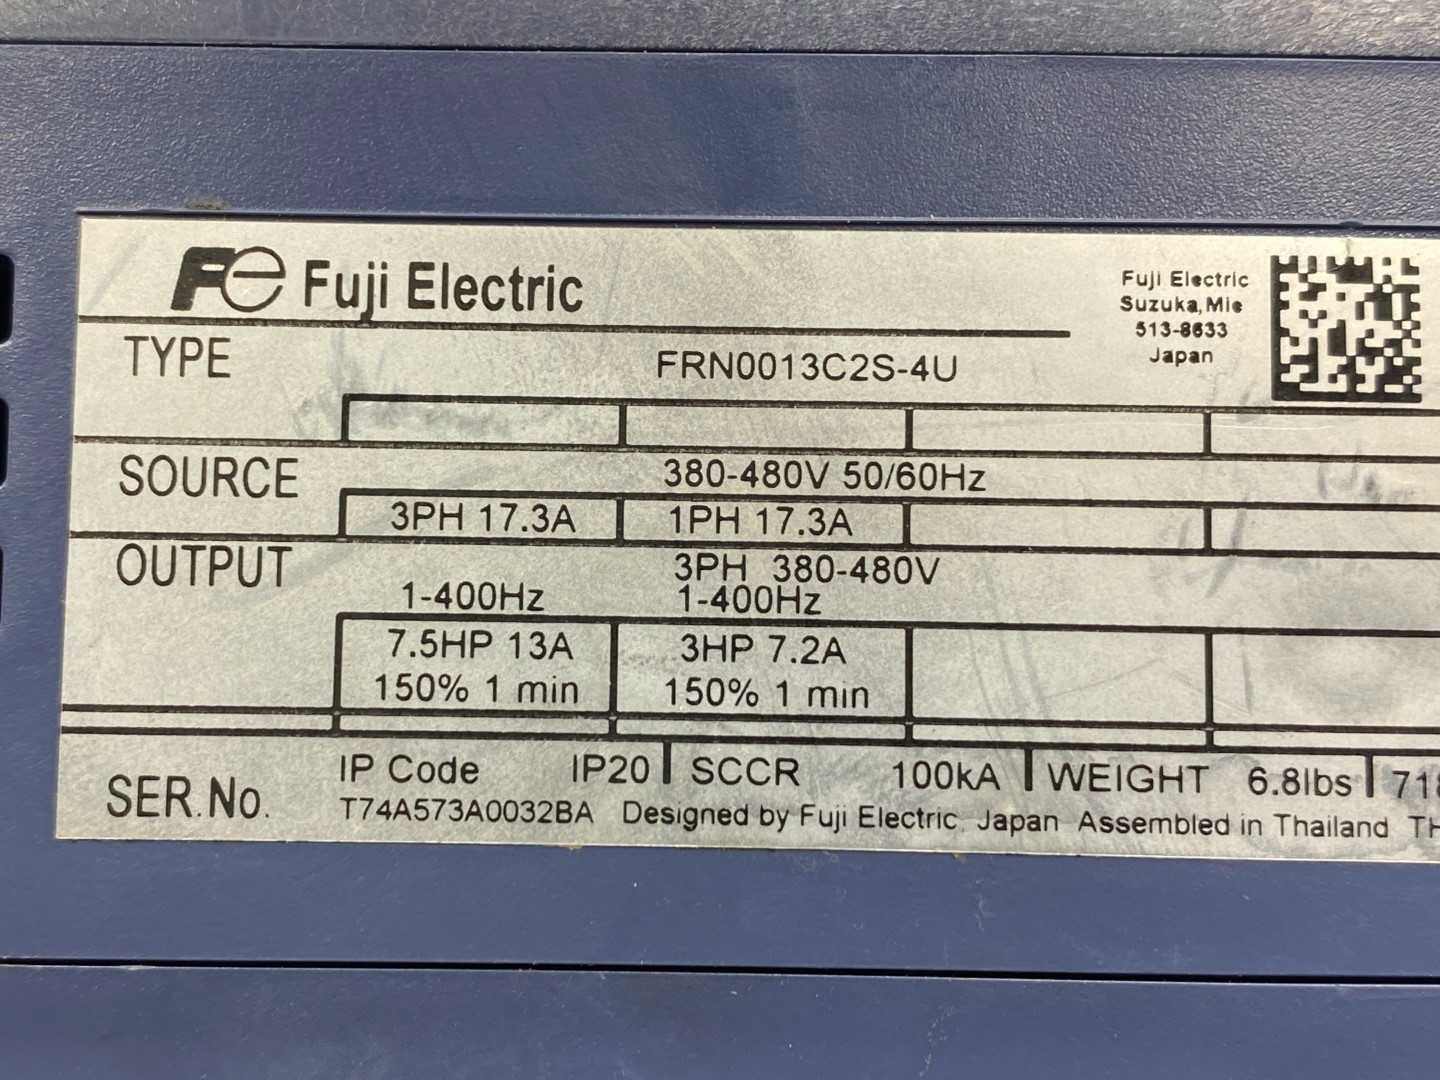 Fe Fuji Electric
Fuji Electric
Suzuka, Mie
513-8633
Japan
TYPE FRN0013C2S-4U
SOURCE 380-480V 50/60Hz
3PH 17.3A 1PH 17.3A
OUTPUT 3PH 380-480V
1-400Hz 1-400Hz
7.5HP 13A 3HP 7.2A
150% 1 min 150% 1 min
IP Code IP20 SCCR 100kA WEIGHT 6.8lbs
SER.No. T74A573A0032BA Designed by Fuji Electric. Japan Assembled in Thailand